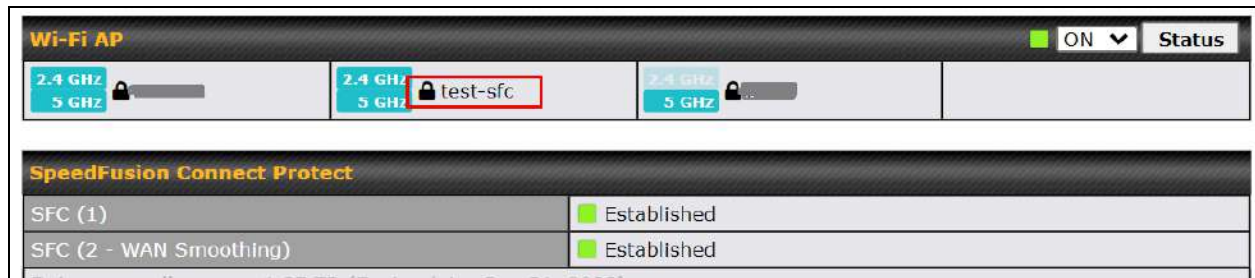 Wi-Fi AP ON Status
2.4 GHz
5 GHz
2.4 GHz
5 GHz test-sfc
2.4 GHz
5 GHz
SpeedFusion Connect Protect
SFC (1) Established
SFC (2 - WAN Smoothing) Established